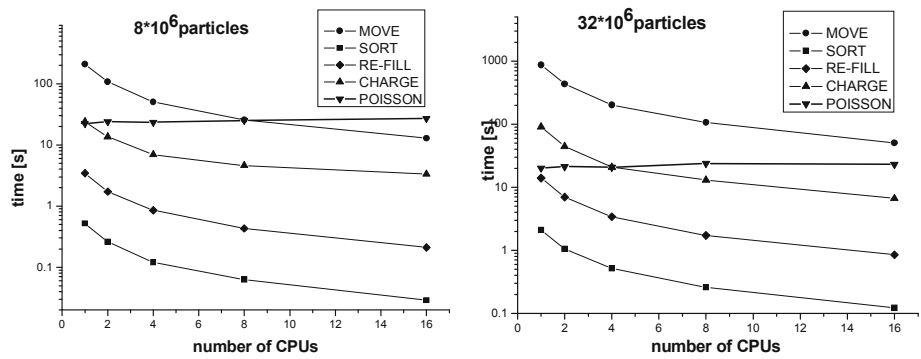 8*10^6 particles
MOVE
SORT
RE-FILL
CHARGE
POISSON
100
10
1
0.1
time [s]
0 2 4 6 8 10 12 14 16
number of CPUs
32*10^6 particles
MOVE
SORT
RE-FILL
CHARGE
POISSON
1000
100
10
1
0.1
time [s]
0 2 4 6 8 10 12 14 16
number of CPUs